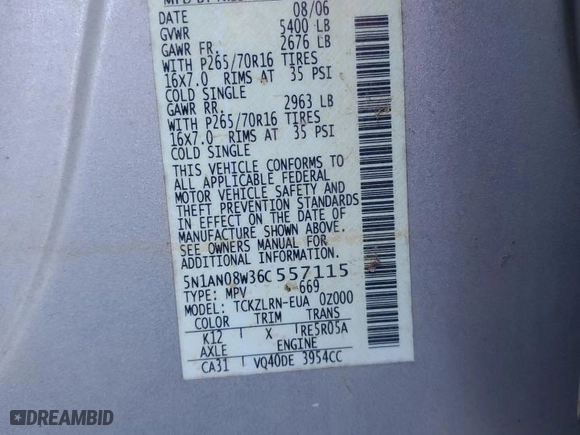 DATE 08/06
GVWR 5400 LB
GAWR FR. 2676 LB
WITH P265/70R16 TIRES
16X7.0 RIMS AT 35 PSI
COLD SINGLE
GAWR RR. 2963 LB
WITH P265/70R16 TIRES
16X7.0 RIMS AT 35 PSI
COLD SINGLE
THIS VEHICLE CONFORMS TO
ALL APPLICABLE FEDERAL
MOTOR VEHICLE SAFETY AND
THEFT PREVENTION STANDARDS
IN EFFECT ON THE DATE OF
MANUFACTURE SHOWN ABOVE.
SEE OWNERS MANUAL FOR
ADDITIONAL INFORMATION.
5N1AN08W36C557115
TYPE: MPV 669
MODEL: TCKZLRN-EUA 0Z000
COLOR TRIM TRANS
K12 X RE5R05A
AXLE ENGINE
CA31 VQ40DE 3954CC
DREAMBID